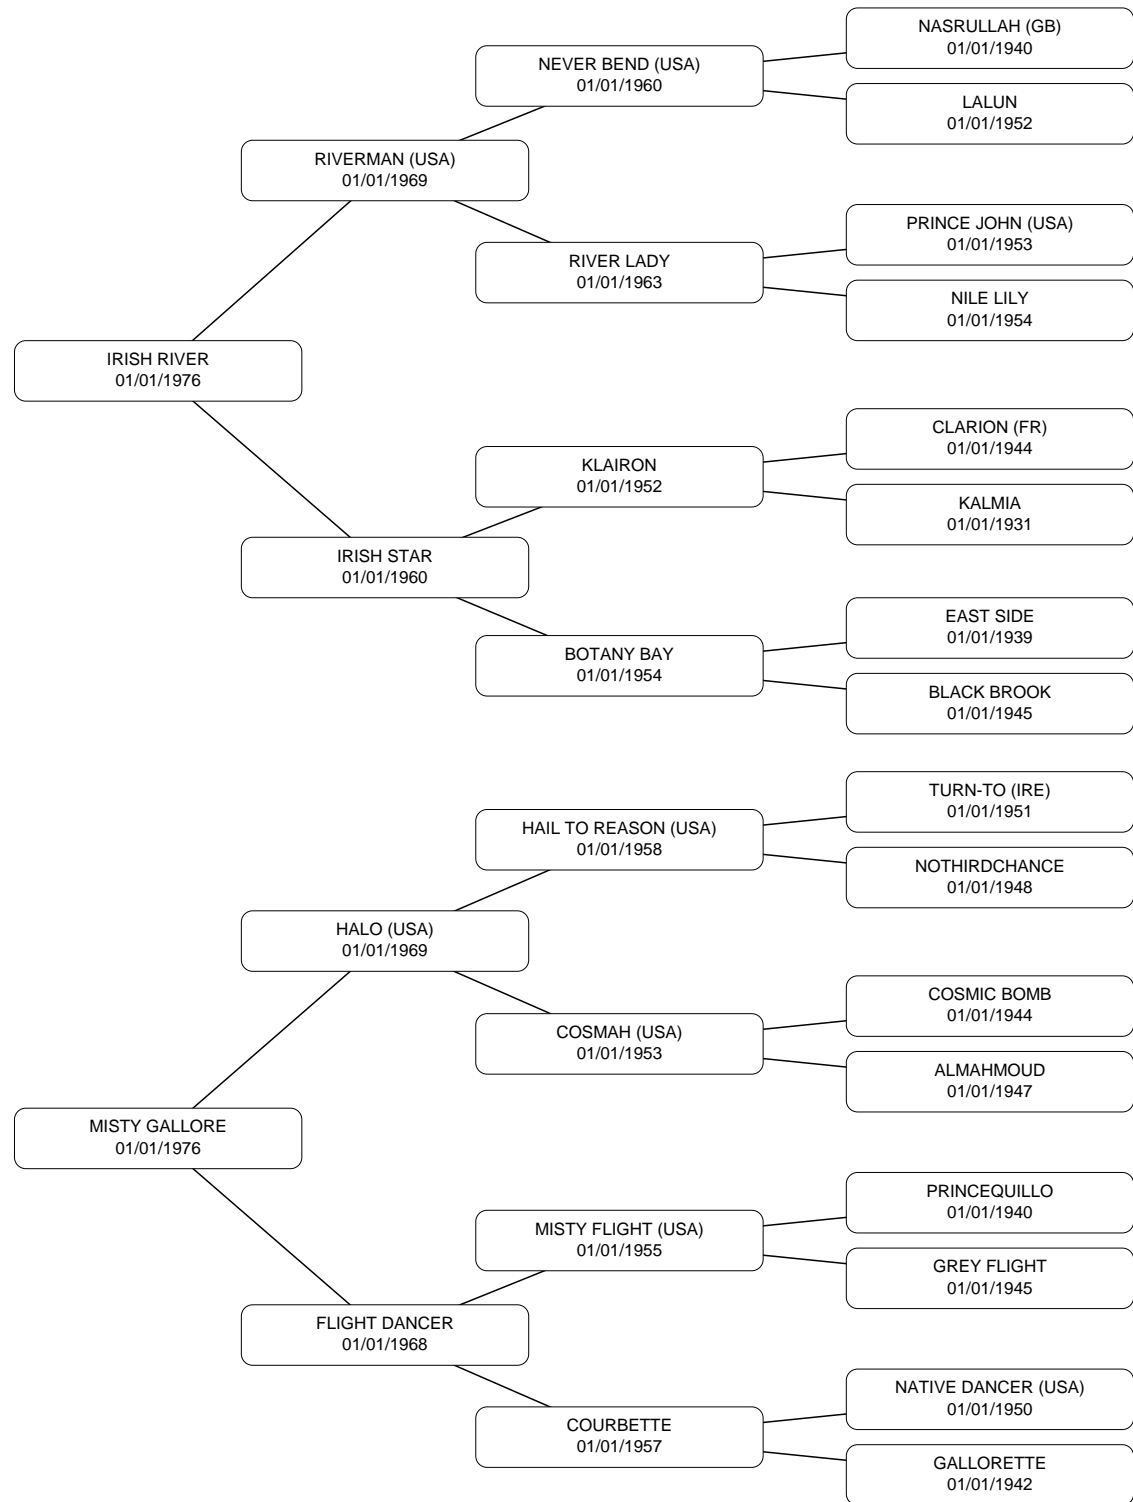 NASRULLAH (GB)
01/01/1940
NEVER BEND (USA)
01/01/1960
LALUN
01/01/1952
RIVERMAN (USA)
01/01/1969
PRINCE JOHN (USA)
01/01/1953
RIVER LADY
01/01/1963
NILE LILY
01/01/1954
IRISH RIVER
01/01/1976
CLARION (FR)
01/01/1944
KLAIRON
01/01/1952
KALMIA
01/01/1931
IRISH STAR
01/01/1960
EAST SIDE
01/01/1939
BOTANY BAY
01/01/1954
BLACK BROOK
01/01/1945
TURN-TO (IRE)
01/01/1951
HAIL TO REASON (USA)
01/01/1958
NOTHIRDCHANCE
01/01/1948
HALO (USA)
01/01/1969
COSMIC BOMB
01/01/1944
COSMAH (USA)
01/01/1953
ALMAHMOUD
01/01/1947
MISTY GALLORE
01/01/1976
PRINCEQUILLO
01/01/1940
MISTY FLIGHT (USA)
01/01/1955
GREY FLIGHT
01/01/1945
FLIGHT DANCER
01/01/1968
NATIVE DANCER (USA)
01/01/1950
COURBETTE
01/01/1957
GALLORETTE
01/01/1942